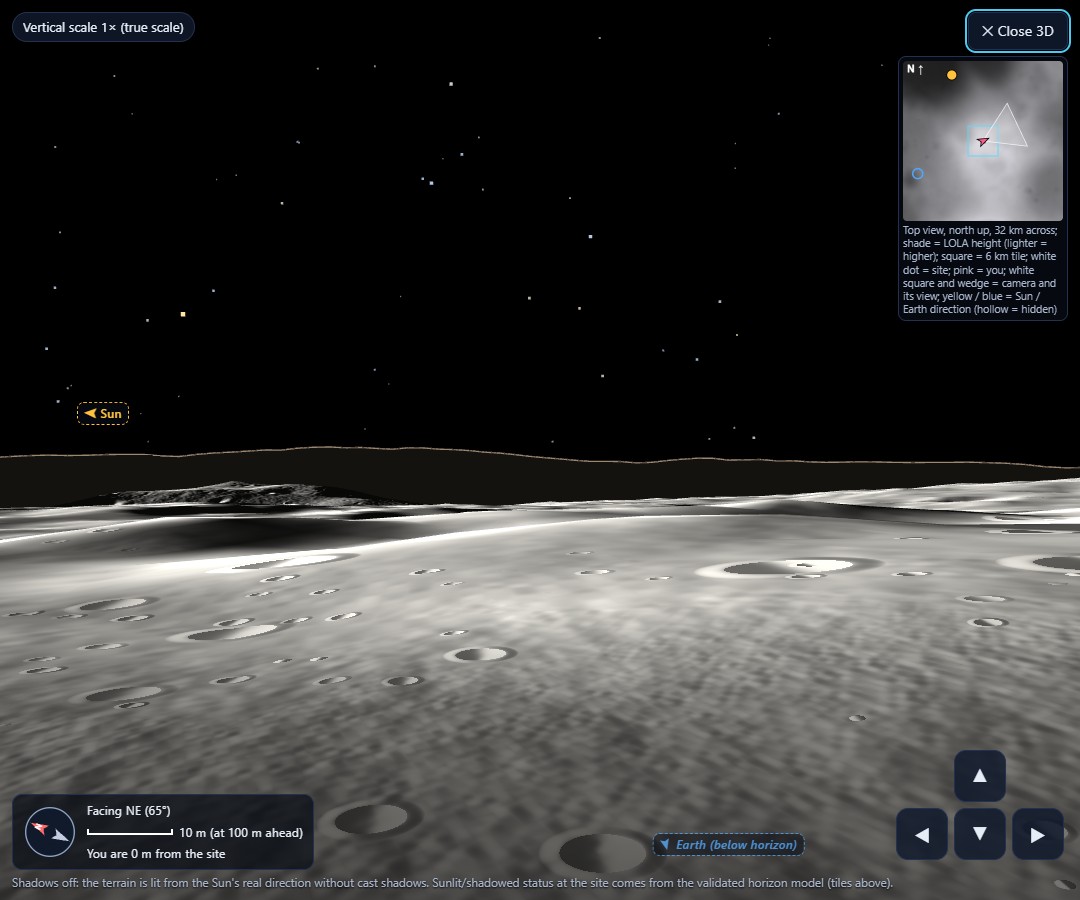 Vertical scale 1× (true scale)
✕ Close 3D
N ↑
Top view, north up, 32 km across;
shade = LOLA height (lighter =
higher); square = 6 km tile; white
dot = site; pink = you; white
square and wedge = camera and
its view; yellow / blue = Sun /
Earth direction (hollow = hidden)
Sun
Facing NE (65°)
10 m (at 100 m ahead)
You are 0 m from the site
Earth (below horizon)
Shadows off: the terrain is lit from the Sun's real direction without cast shadows. Sunlit/shadowed status at the site comes from the validated horizon model (tiles above).